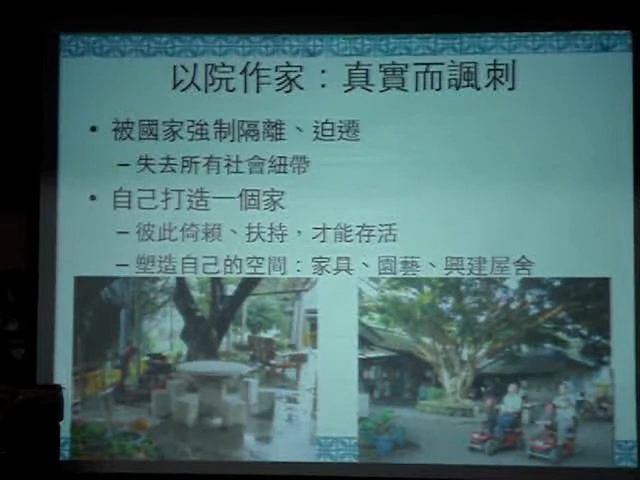 以院作家：真實而諷刺
• 被國家強制隔離、迫遷
– 失去所有社會紐帶
• 自己打造一個家
– 彼此倚賴、扶持，才能存活
– 塑造自己的空間：家具、園藝、興建屋舍